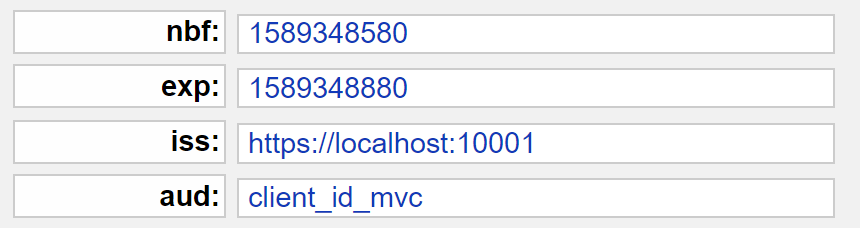 nbf: 1589348580
exp: 1589348880
iss: https://localhost:10001
aud: client_id_mvc